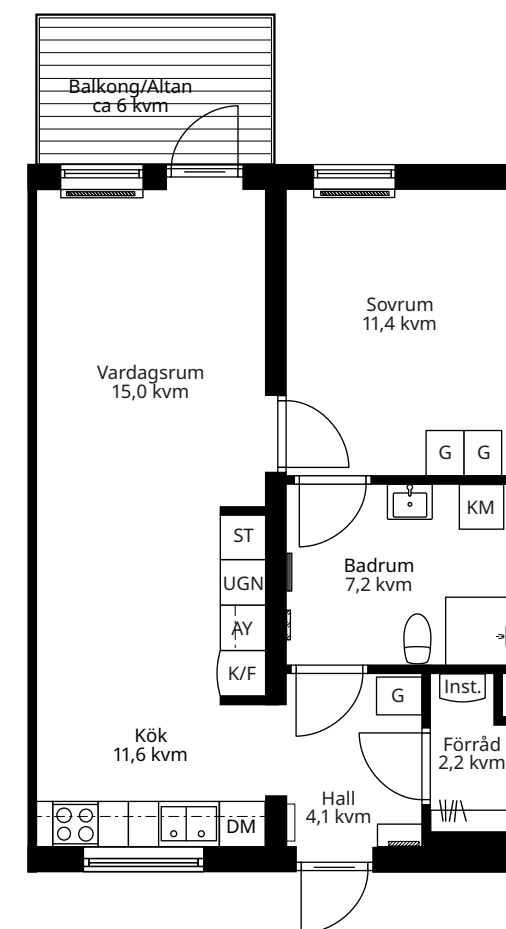 Balkong/Altan
ca 6 kvm
Sovrum
11,4 kvm
Vardagsrum
15,0 kvm
G
G
ST
KM
UGN
Badrum
7,2 kvm
AY
K/F
Inst.
G
Kök
11,6 kvm
Förråd
2,2 kvm
Hall
4,1 kvm
DM